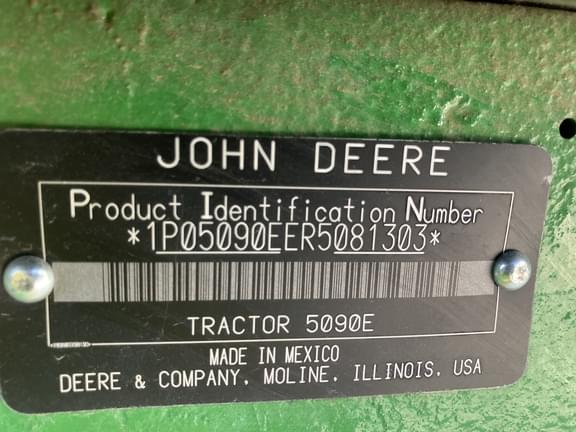 JOHN DEERE
Product Identification Number
*1P05090EER5081303*
TRACTOR 5090E
MADE IN MEXICO
DEERE & COMPANY, MOLINE, ILLINOIS, USA